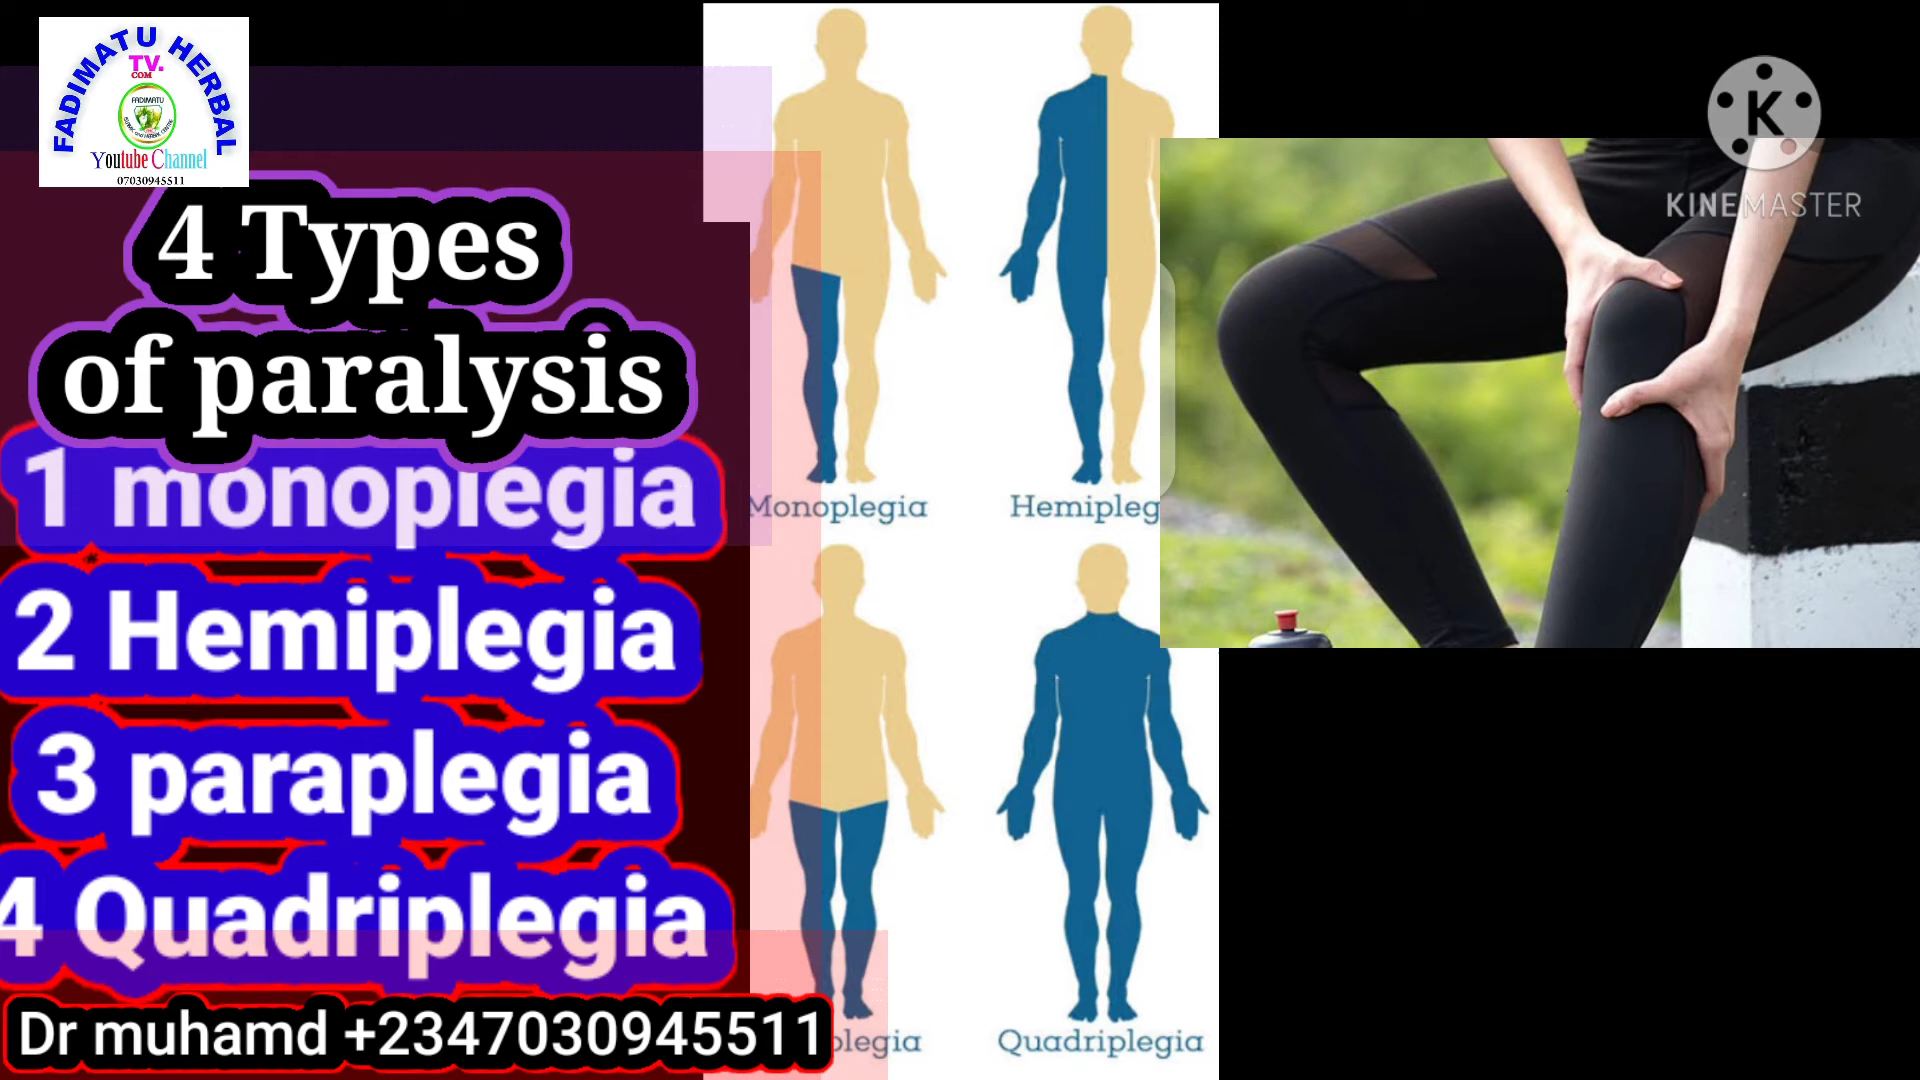 FADIMATU HERBAL
TV.
COM
FADIMATU
Youtube Channel
07030945511
4 Types
of paralysis
1 monoplegia
2 Hemiplegia
3 paraplegia
4 Quadriplegia
Dr muhamd +2347030945511
Monoplegia
Hemipleg
plegia
Quadriplegia
K
KINEMASTER